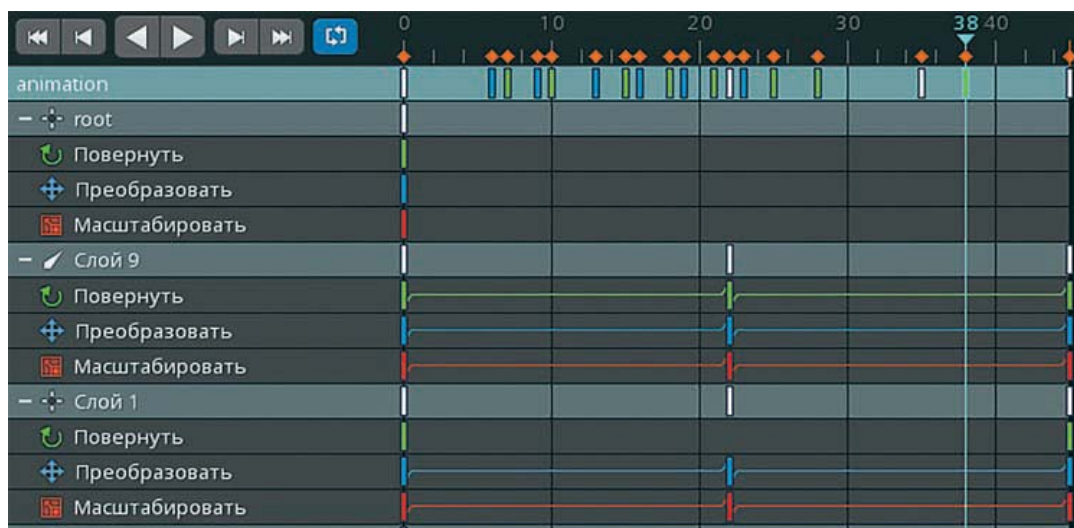 0 10 20 30 38 40
animation
root
Повернуть
Преобразовать
Масштабировать
Слой 9
Повернуть
Преобразовать
Масштабировать
Слой 1
Повернуть
Преобразовать
Масштабировать